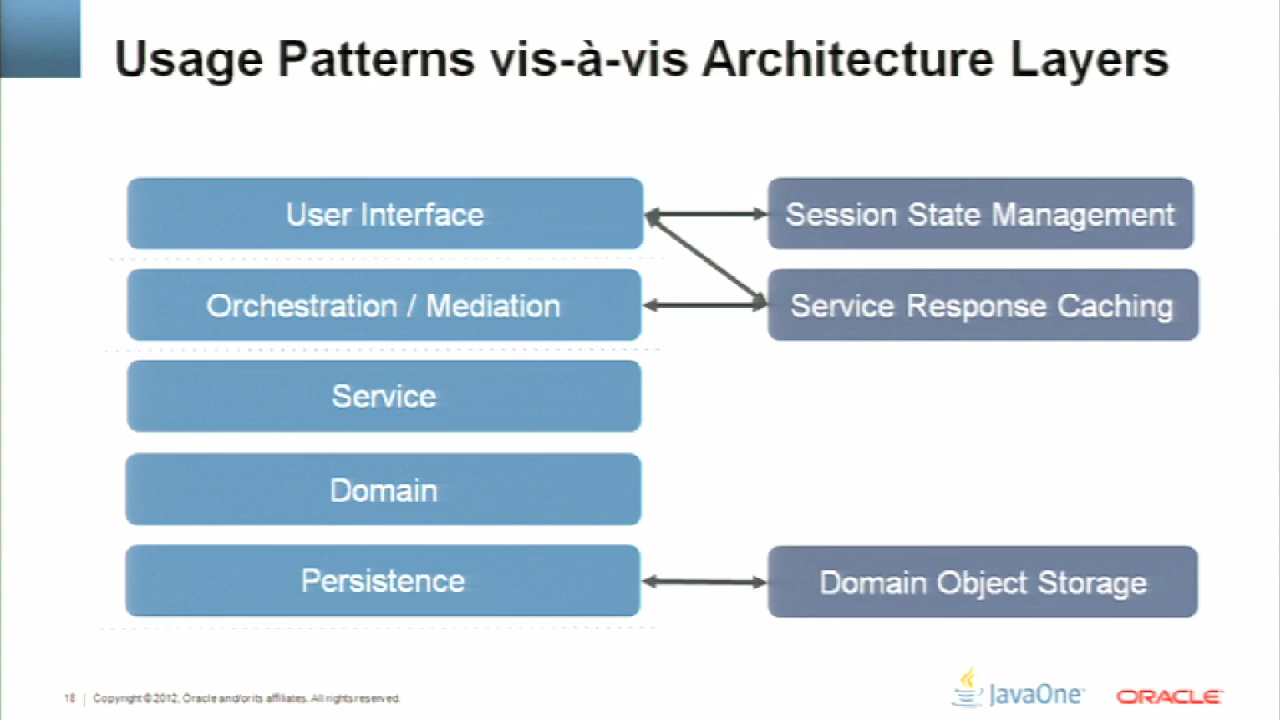 Usage Patterns vis-à-vis Architecture Layers
User Interface
Session State Management
Orchestration / Mediation
Service Response Caching
Service
Domain
Persistence
Domain Object Storage
18 | Copyright © 2012, Oracle and/or its affiliates. All rights reserved.
JavaOne
ORACLE